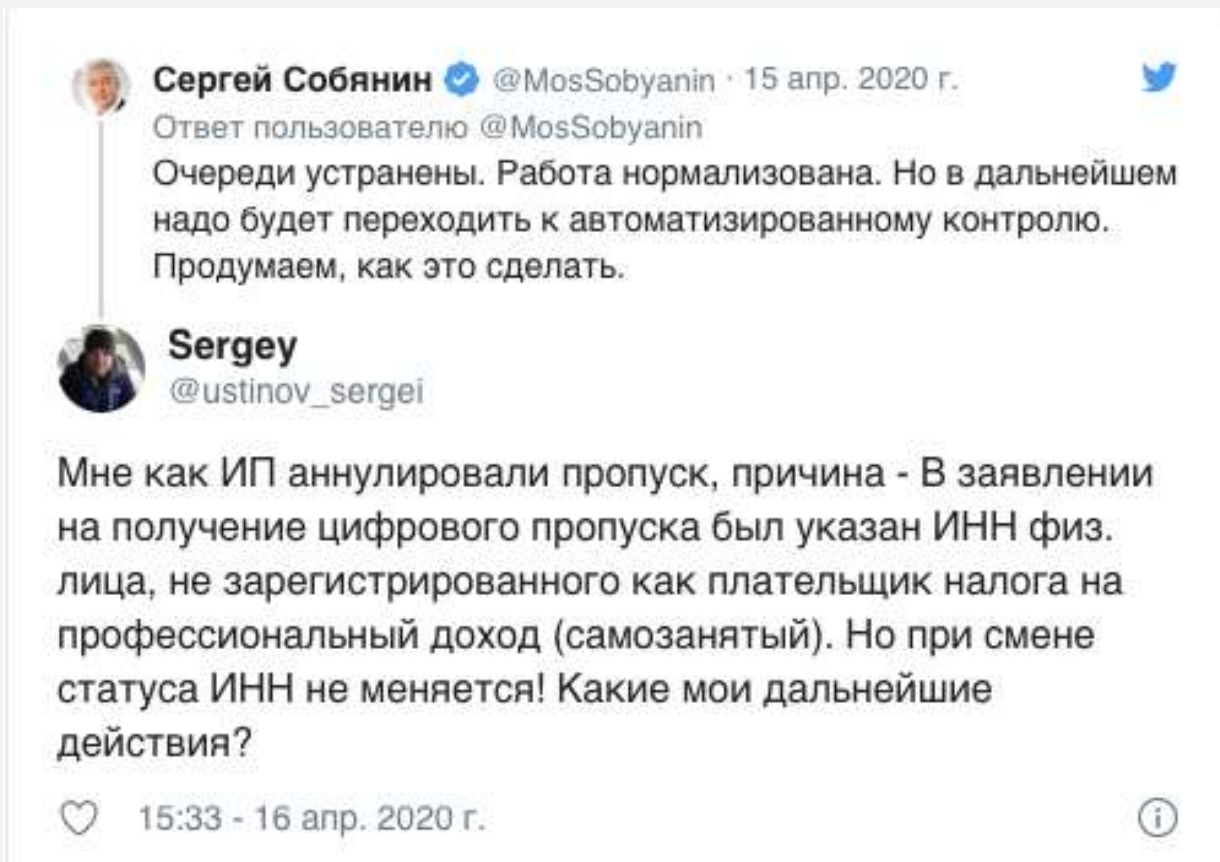 Сергей Собянин @MosSobyanin · 15 апр. 2020 г.
Ответ пользователю @MosSobyanin
Очереди устранены. Работа нормализована. Но в дальнейшем
надо будет переходить к автоматизированному контролю.
Продумаем, как это сделать.
Sergey
@ustinov_sergei
Мне как ИП аннулировали пропуск, причина - В заявлении
на получение цифрового пропуска был указан ИНН физ.
лица, не зарегистрированного как плательщик налога на
профессиональный доход (самозанятый). Но при смене
статуса ИНН не меняется! Какие мои дальнейшие
действия?
15:33 - 16 апр. 2020 г.